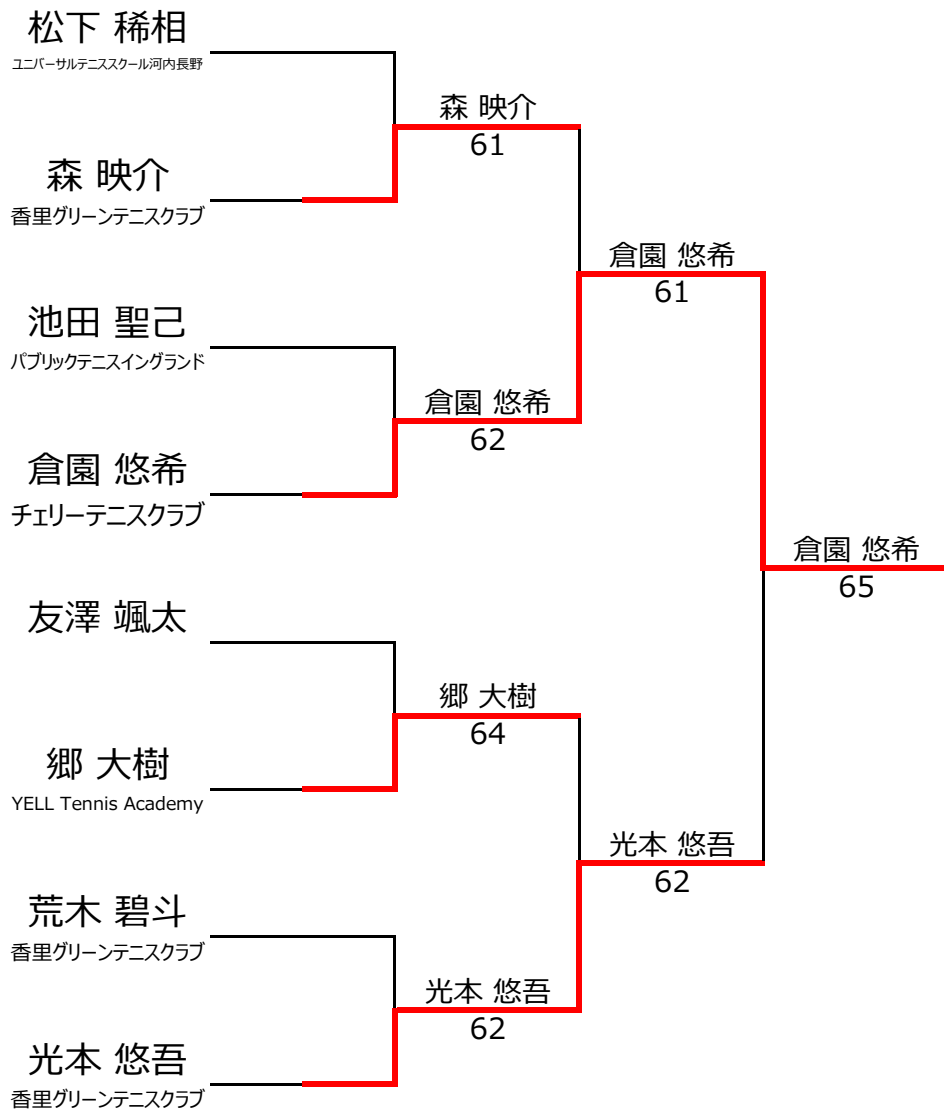 松下 稀相
ユニバーサルテニススクール河内長野
森 映介
61
森 映介
香里グリーンテニスクラブ
倉園 悠希
61
池田 聖己
パブリックテニスイングランド
倉園 悠希
62
倉園 悠希
チェリーテニスクラブ
倉園 悠希
65
友澤 颯太
郷 大樹
64
郷 大樹
YELL Tennis Academy
光本 悠吾
62
荒木 碧斗
香里グリーンテニスクラブ
光本 悠吾
62
光本 悠吾
香里グリーンテニスクラブ